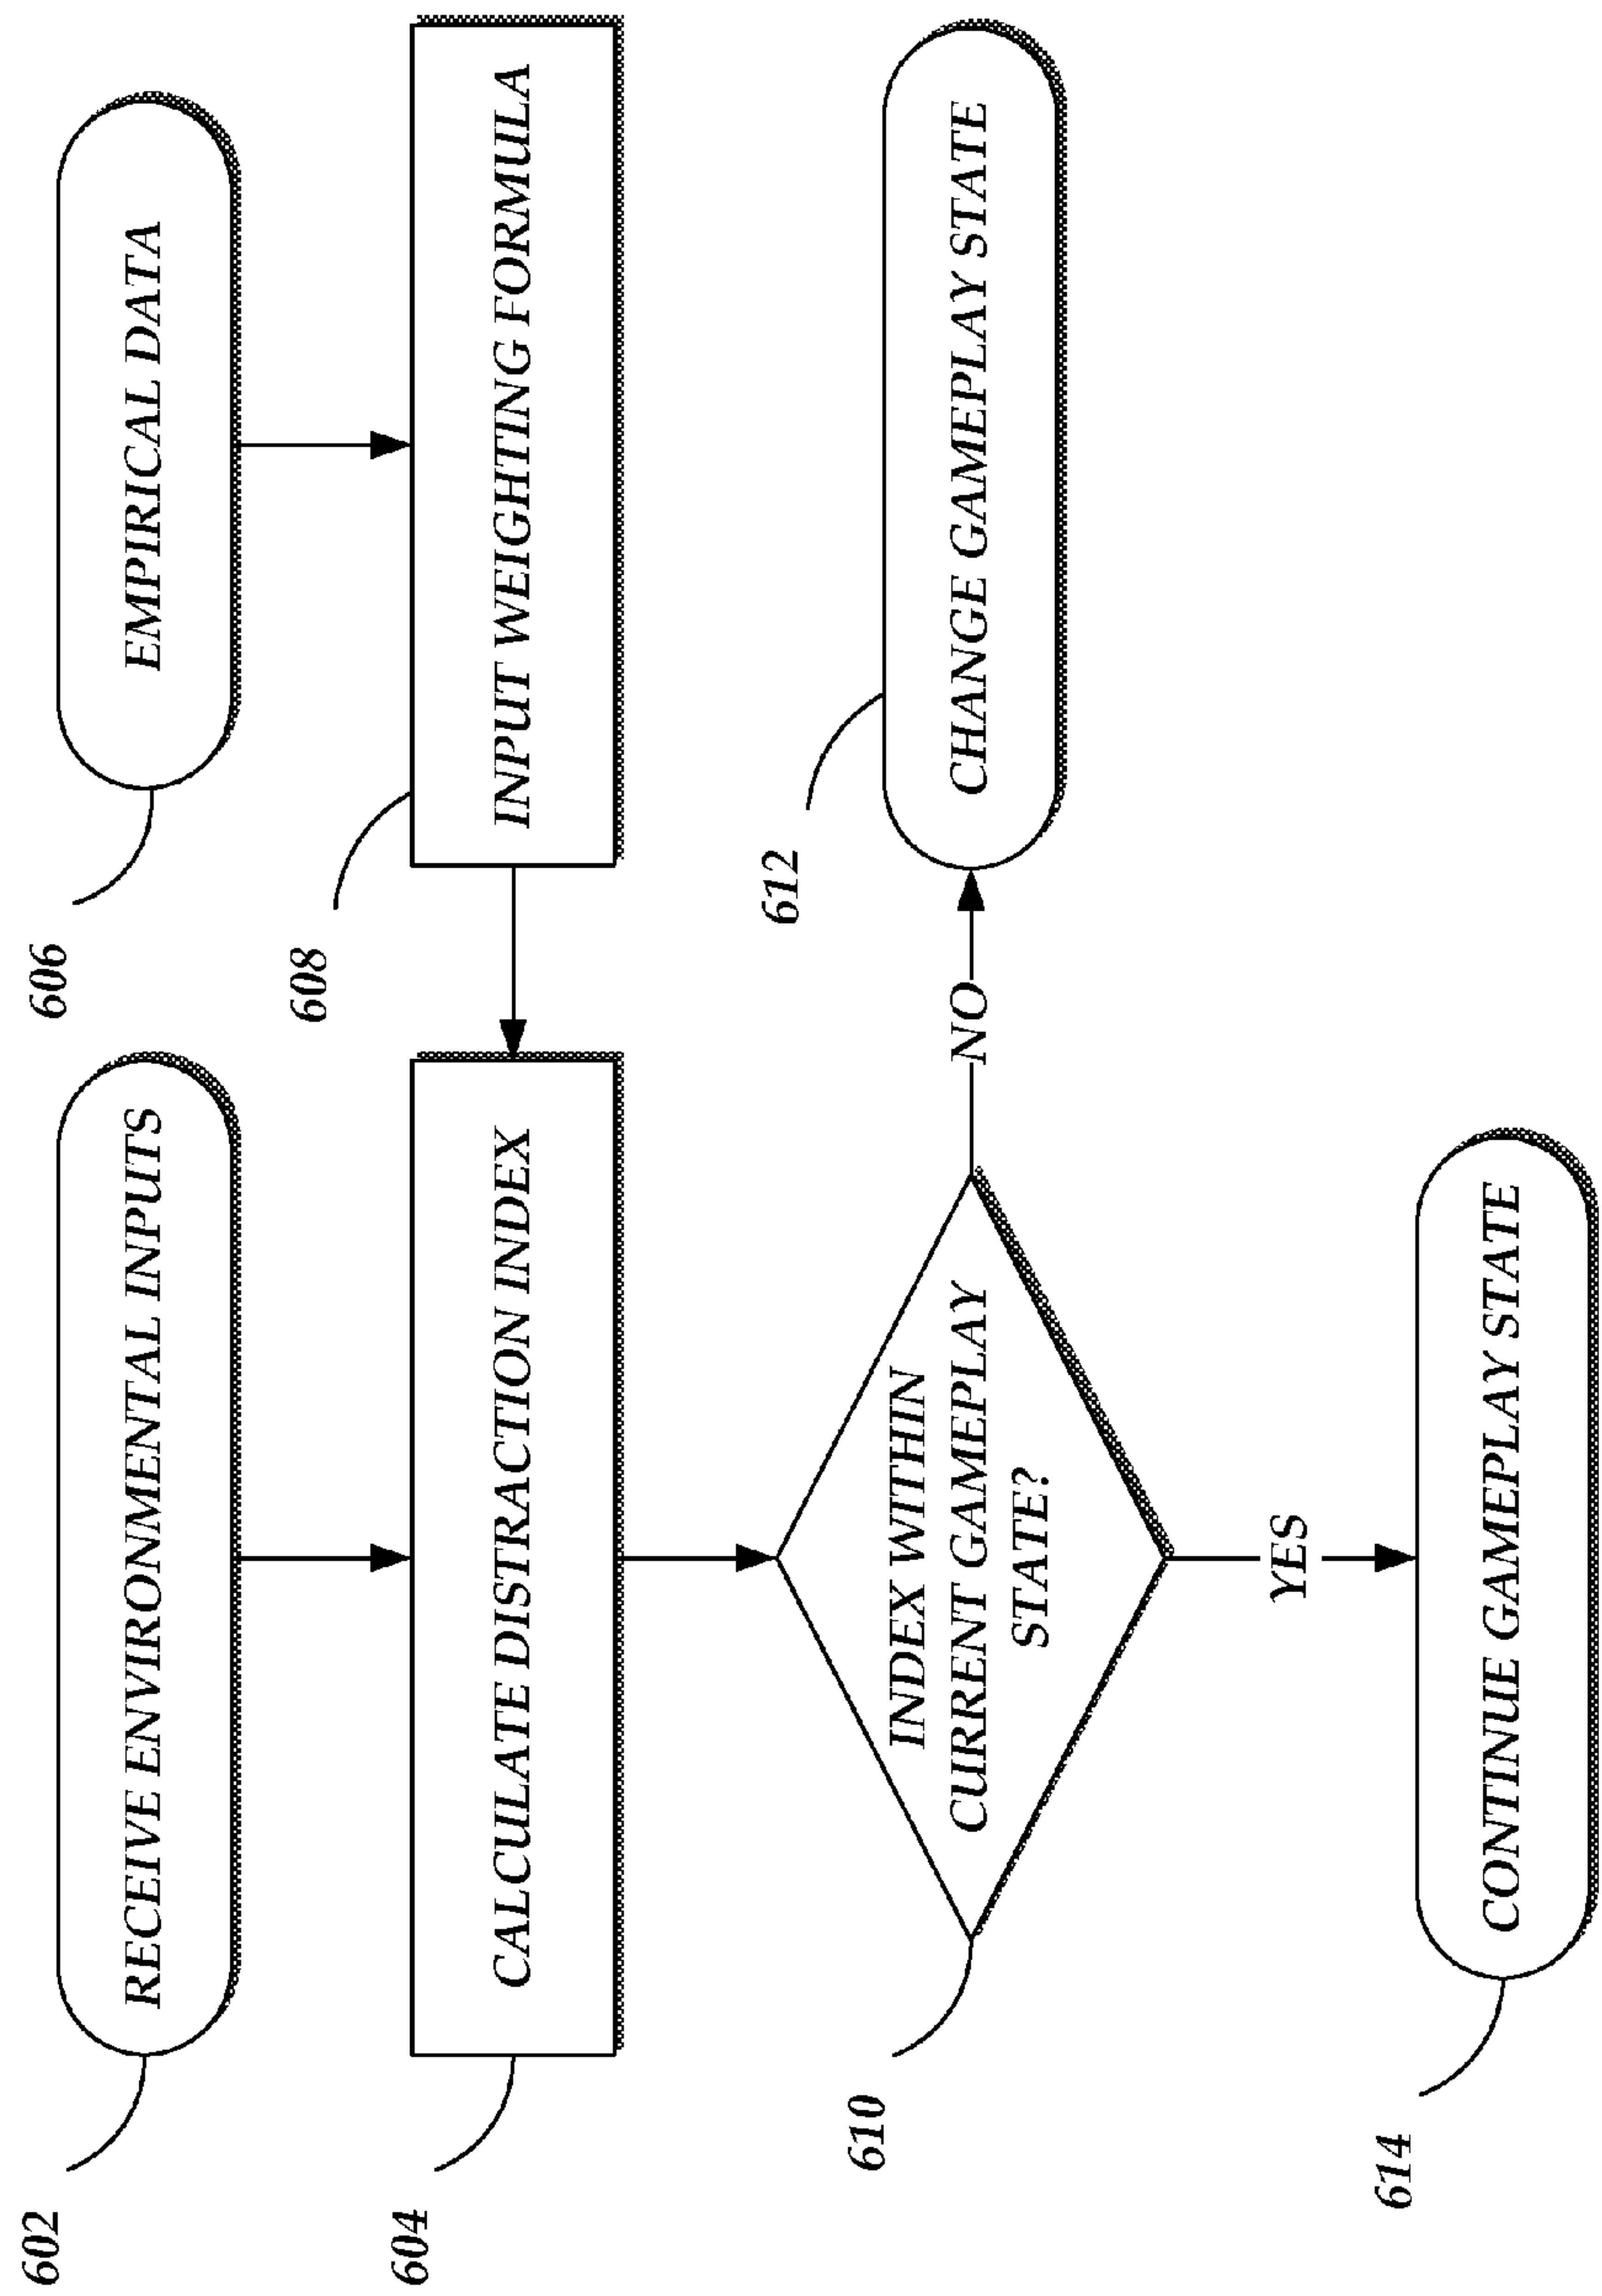 602
RECEIVE ENVIRONMENTAL INPUTS
606
EMPIRICAL DATA
604
CALCULATE DISTRACTION INDEX
608
INPUT WEIGHTING FORMULA
610
INDEX WITHIN
CURRENT GAMEPLAY
STATE?
NO
612
CHANGE GAMEPLAY STATE
YES
614
CONTINUE GAMEPLAY STATE